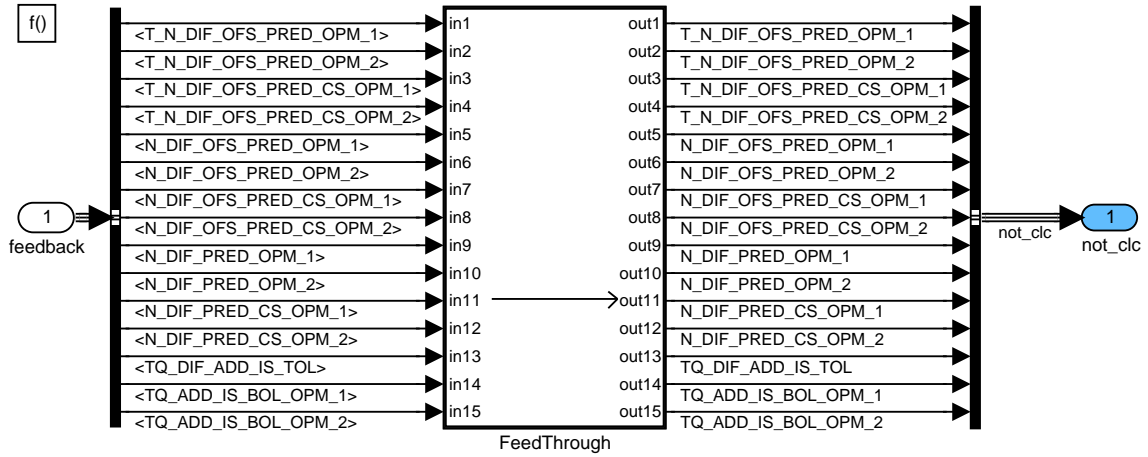 f()
in1 out1
<T_N_DIF_OFS_PRED_OPM_1> T_N_DIF_OFS_PRED_OPM_1
in2 out2
<T_N_DIF_OFS_PRED_OPM_2> T_N_DIF_OFS_PRED_OPM_2
in3 out3
<T_N_DIF_OFS_PRED_CS_OPM_1> T_N_DIF_OFS_PRED_CS_OPM_1
in4 out4
<T_N_DIF_OFS_PRED_CS_OPM_2> T_N_DIF_OFS_PRED_CS_OPM_2
in5 out5
<N_DIF_OFS_PRED_OPM_1> N_DIF_OFS_PRED_OPM_1
in6 out6
<N_DIF_OFS_PRED_OPM_2> N_DIF_OFS_PRED_OPM_2
in7 out7
<N_DIF_OFS_PRED_CS_OPM_1> N_DIF_OFS_PRED_CS_OPM_1
1 in8 out8 1
<N_DIF_OFS_PRED_CS_OPM_2> N_DIF_OFS_PRED_CS_OPM_2 not_clc
feedback in9 out9 not_clc
<N_DIF_PRED_OPM_1> N_DIF_PRED_OPM_1
in10 out10
<N_DIF_PRED_OPM_2> N_DIF_PRED_OPM_2
in11 out11
<N_DIF_PRED_CS_OPM_1> N_DIF_PRED_CS_OPM_1
in12 out12
<N_DIF_PRED_CS_OPM_2> N_DIF_PRED_CS_OPM_2
in13 out13
<TQ_DIF_ADD_IS_TOL> TQ_DIF_ADD_IS_TOL
in14 out14
<TQ_ADD_IS_BOL_OPM_1> TQ_ADD_IS_BOL_OPM_1
in15 out15
<TQ_ADD_IS_BOL_OPM_2> TQ_ADD_IS_BOL_OPM_2
FeedThrough